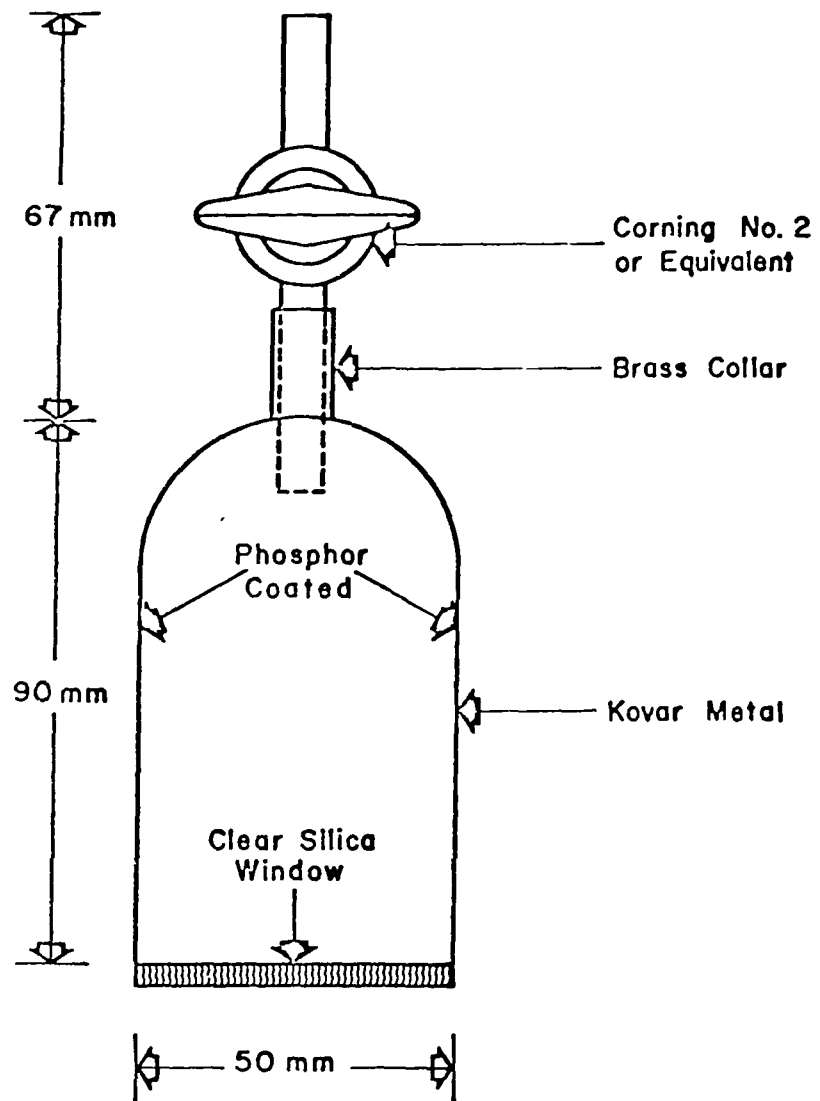 67 mm
Corning No. 2
or Equivalent
Brass Collar
Phosphor
Coated
90 mm
Kovar Metal
Clear Silica
Window
50 mm